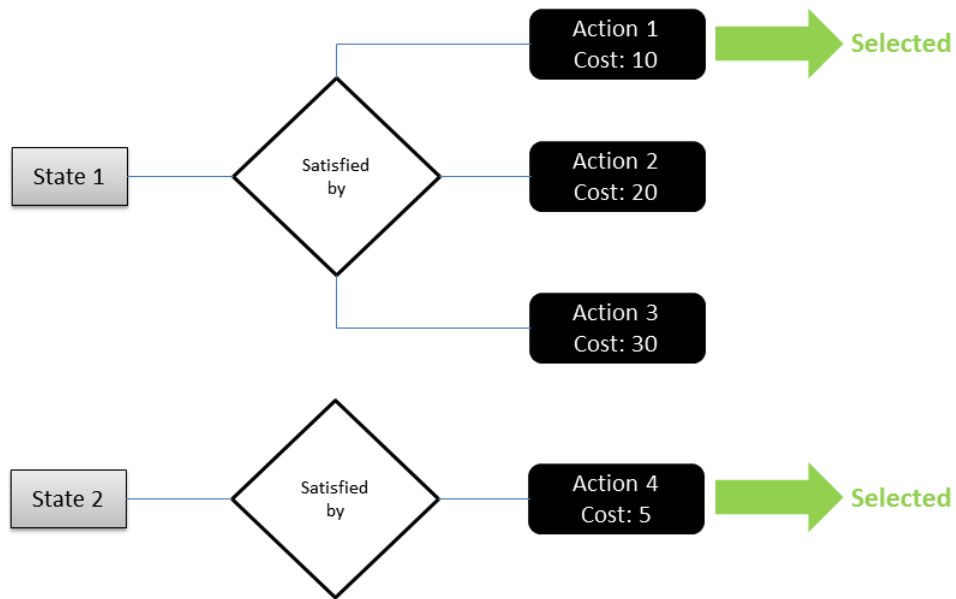 Action 1
Cost: 10
Selected
State 1
Satisfied
by
Action 2
Cost: 20
Action 3
Cost: 30
State 2
Satisfied
by
Action 4
Cost: 5
Selected